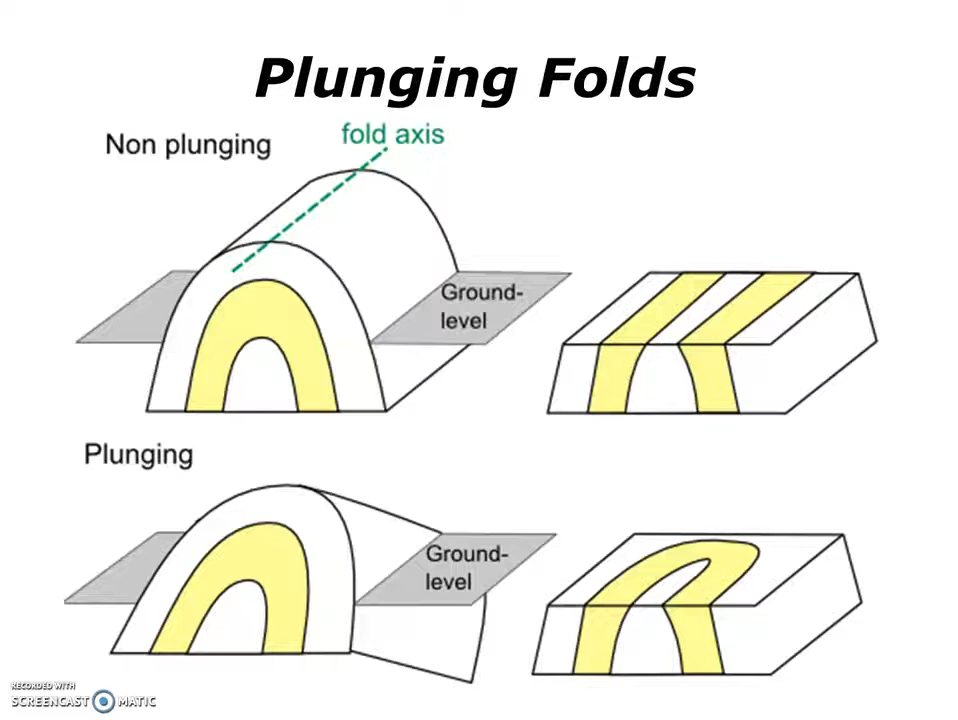 Plunging Folds
Non plunging
fold axis
Ground-
level
Plunging
Ground-
level
RECORDED WITH
SCREENCAST MATIC